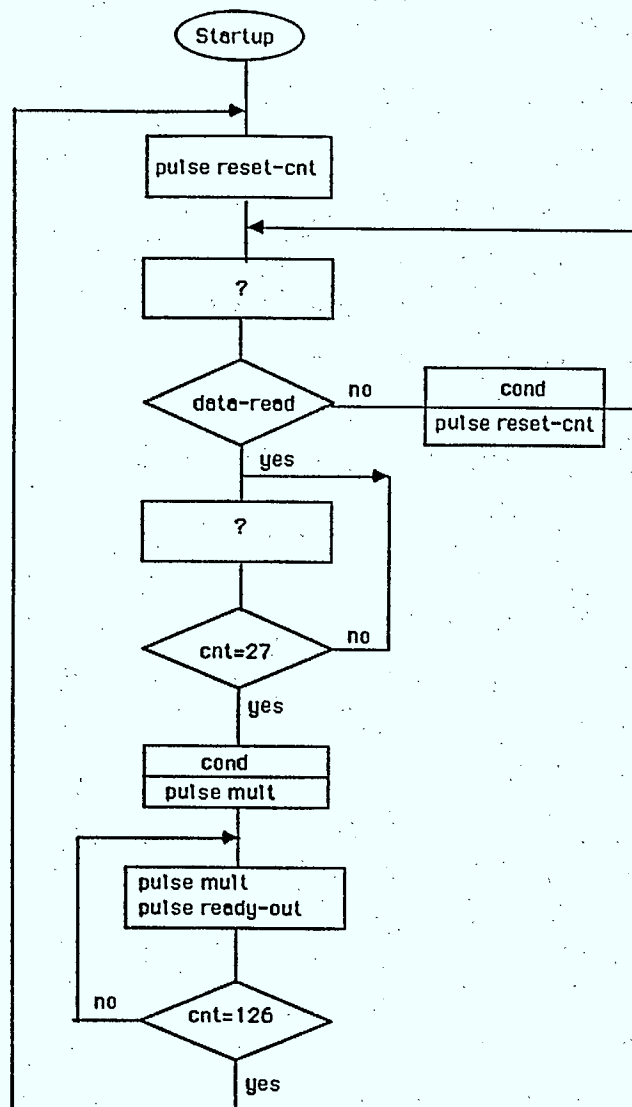 Startup
pulse reset-cnt
?
data-read
no
cond
pulse reset-cnt
yes
?
cnt=27
no
yes
cond
pulse mult
pulse mult
pulse ready-out
no
cnt=126
yes